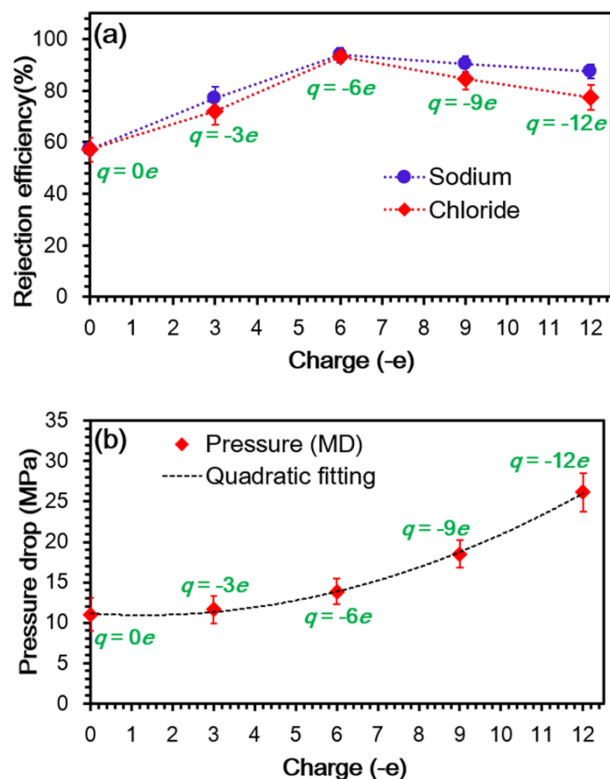 (a)
Rejection efficiency(%)
100
80
60
40
20
0
q = 0e
q = -3e
q = -6e
q = -9e
q = -12e
Sodium
Chloride
0 1 2 3 4 5 6 7 8 9 10 11 12
Charge (-e)
(b)
Pressure drop (MPa)
35
30
25
20
15
10
5
0
Pressure (MD)
Quadratic fitting
q = 0e
q = -3e
q = -6e
q = -9e
q = -12e
0 1 2 3 4 5 6 7 8 9 10 11 12
Charge (-e)